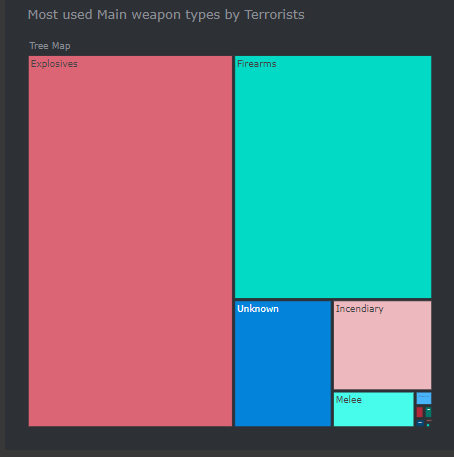 Most used Main weapon types by Terrorists
Tree Map
Explosives
Firearms
Unknown
Incendiary
Melee